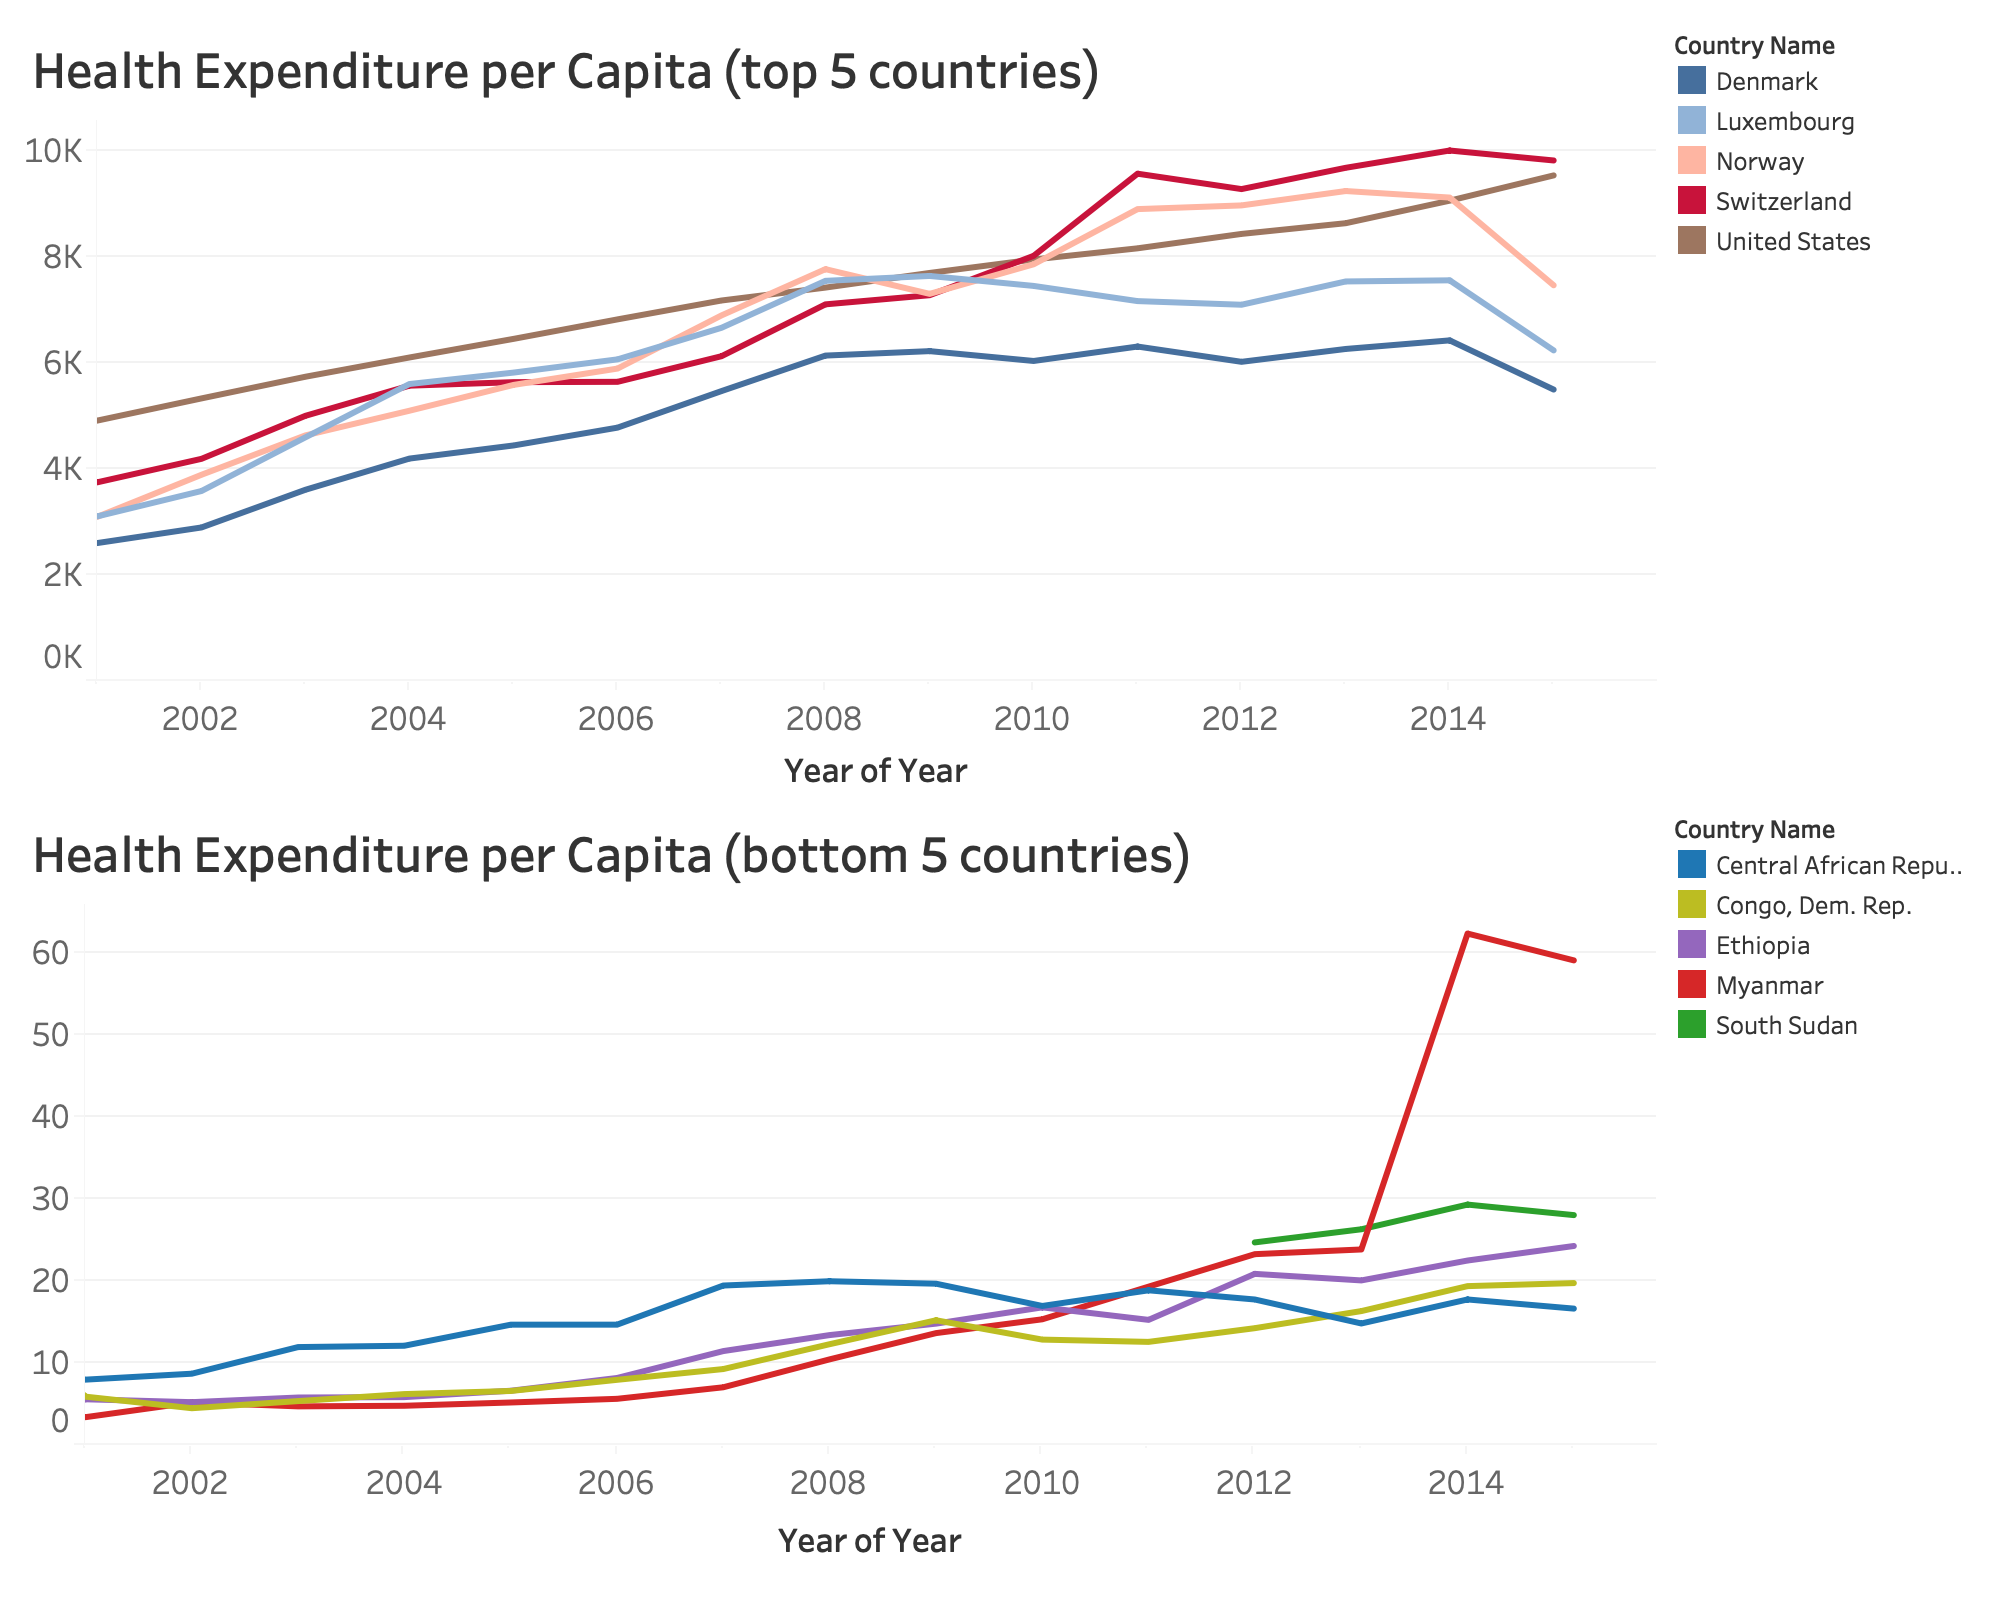 Health Expenditure per Capita (top 5 countries)
Country Name
Denmark
Luxembourg
Norway
Switzerland
United States
10K
8K
6K
4K
2K
0K
2002 2004 2006 2008 2010 2012 2014
Year of Year
Health Expenditure per Capita (bottom 5 countries)
Country Name
Central African Repu..
Congo, Dem. Rep.
Ethiopia
Myanmar
South Sudan
60
50
40
30
20
10
0
2002 2004 2006 2008 2010 2012 2014
Year of Year